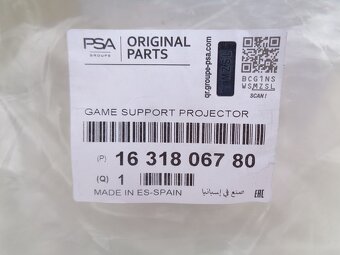 PSA
GROUPE
ORIGINAL
PARTS
qr.groupe-psa.com
BCG1NS
WSMZSL
SCAN !
GAME SUPPORT PROJECTOR
(P) 16 318 067 80
(Q) 1
MADE IN ES-SPAIN
صنع في إسبانيا
EAC